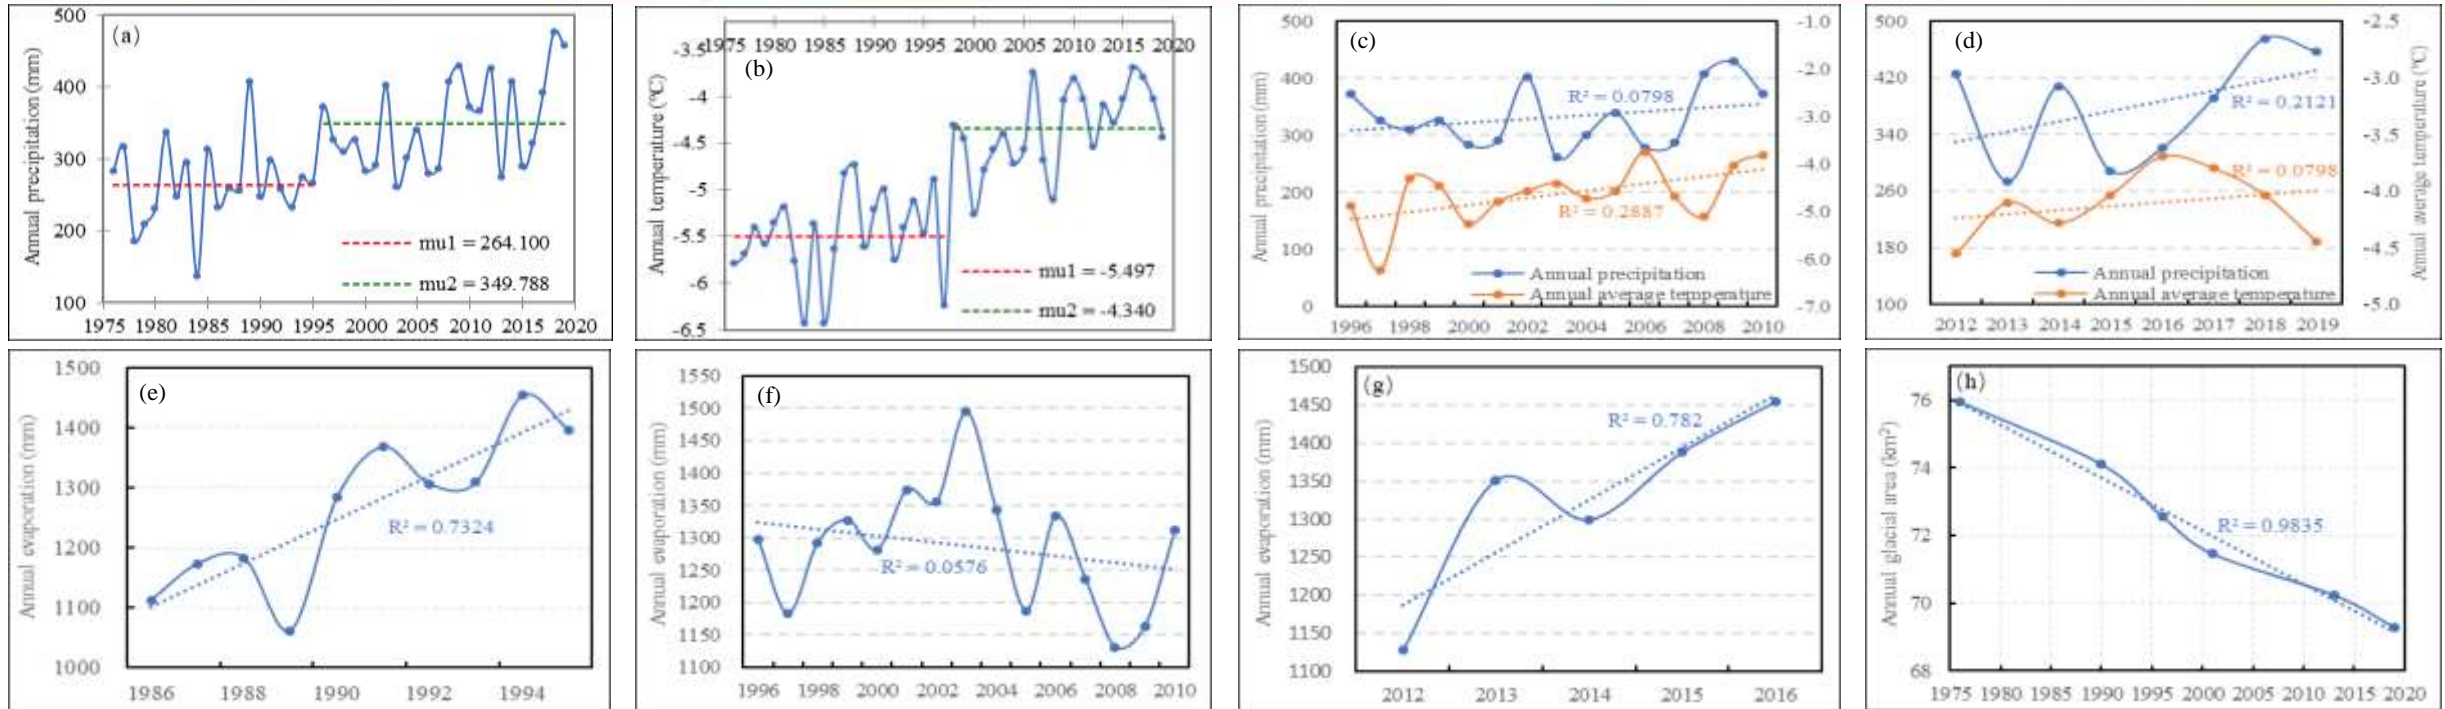 (a)
Annual precipitation (mm)
500
400
300
200
100
mu1 = 264.100
mu2 = 349.788
1975 1980 1985 1990 1995 2000 2005 2010 2015 2020
(b)
Annual temperature (°C)
1975 1980 1985 1990 1995 2000 2005 2010 2015 2020
-3.5
-4
-4.5
-5
-5.5
-6
-6.5
mu1 = -5.497
mu2 = -4.340
(c)
Annual precipitation (mm)
500
400
300
200
100
0
-1.0
-2.0
-3.0
-4.0
-5.0
-6.0
-7.0
R² = 0.0798
R² = 0.2887
Annual precipitation
Annual average temperature
1996 1998 2000 2002 2004 2006 2008 2010
(d)
Annual precipitation (mm)
500
420
340
260
180
100
-2.5
-3.0
-3.5
-4.0
-4.5
-5.0
Annual average temperature (°C)
R² = 0.2121
R² = 0.0798
Annual precipitation
Annual average temperature
2012 2013 2014 2015 2016 2017 2018 2019
(e)
Annual evaporation (mm)
1500
1400
1300
1200
1100
1000
R² = 0.7324
1986 1988 1990 1992 1994
(f)
Annual evaporation (mm)
1550
1500
1450
1400
1350
1300
1250
1200
1150
1100
R² = 0.0576
1996 1998 2000 2002 2004 2006 2008 2010
(g)
Annual evaporation (mm)
1500
1450
1400
1350
1300
1250
1200
1150
1100
R² = 0.782
2012 2013 2014 2015 2016
(h)
Annual glacial area (km²)
76
74
72
70
68
R² = 0.9835
1975 1980 1985 1990 1995 2000 2005 2010 2015 2020